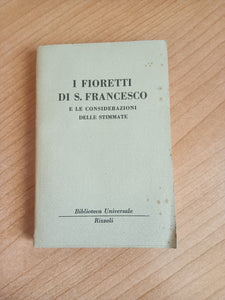 I FIORETTI
DI S. FRANCESCO
E LE CONSIDERAZIONI
DELLE STIMMATE
Biblioteca Universale
Rizzoli